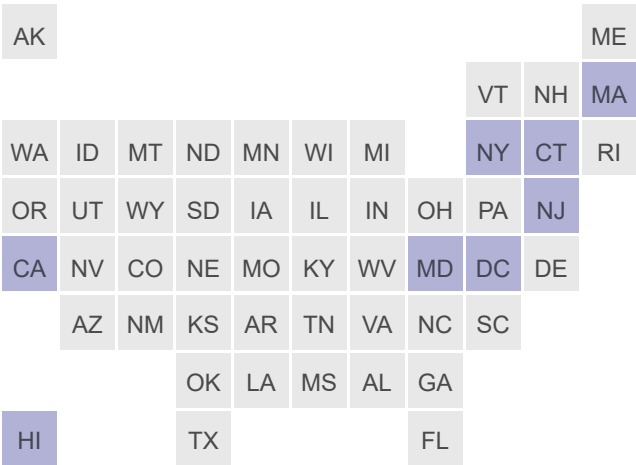 AK ME
VT NH MA
WA ID MT ND MN WI MI NY CT RI
OR UT WY SD IA IL IN OH PA NJ
CA NV CO NE MO KY WV MD DC DE
AZ NM KS AR TN VA NC SC
OK LA MS AL GA
HI TX FL